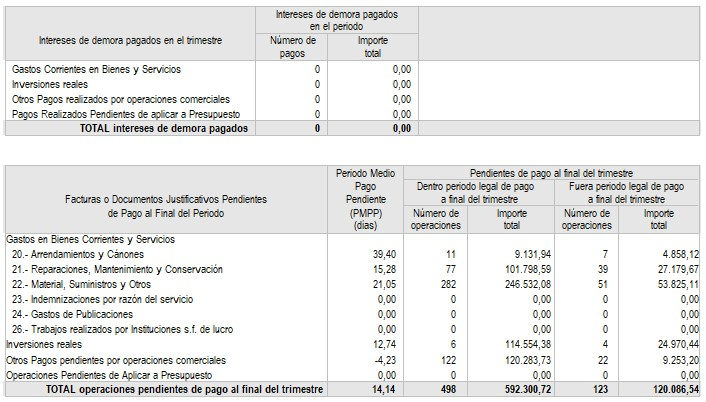 Intereses de demora pagados en el trimestre
Intereses de demora pagados
en el periodo
Número de
pagos
Importe
total
Gastos Corrientes en Bienes y Servicios 0 0,00
Inversiones reales 0 0,00
Otros Pagos realizados por operaciones comerciales 0 0,00
Pagos Realizados Pendientes de aplicar a Presupuesto 0 0,00
TOTAL intereses de demora pagados 0 0,00
Facturas o Documentos Justificativos Pendientes
de Pago al Final del Periodo
Periodo Medio
Pago
Pendiente
(PMPP)
(días)
Pendientes de pago al final del trimestre
Dentro periodo legal de pago
a final del trimestre
Fuera periodo legal de pago
a final del trimestre
Número de
operaciones
Importe
total
Número de
operaciones
Importe
total
Gastos en Bienes Corrientes y Servicios
20.- Arrendamientos y Cánones 39,40 11 9.131,94 7 4.858,12
21.- Reparaciones, Mantenimiento y Conservación 15,28 77 101.798,59 39 27.179,67
22.- Material, Suministros y Otros 21,05 282 246.532,08 51 53.825,11
23.- Indemnizaciones por razón del servicio 0,00 0 0,00 0 0,00
24.- Gastos de Publicaciones 0,00 0 0,00 0 0,00
26.- Trabajos realizados por Instituciones s.f. de lucro 0,00 0 0,00 0 0,00
Inversiones reales 12,74 6 114.554,38 4 24.970,44
Otros Pagos pendientes por operaciones comerciales -4,23 122 120.283,73 22 9.253,20
Operaciones Pendientes de Aplicar a Presupuesto 0,00 0 0,00 0 0,00
TOTAL operaciones pendientes de pago al final del trimestre 14,14 498 592.300,72 123 120.086,54